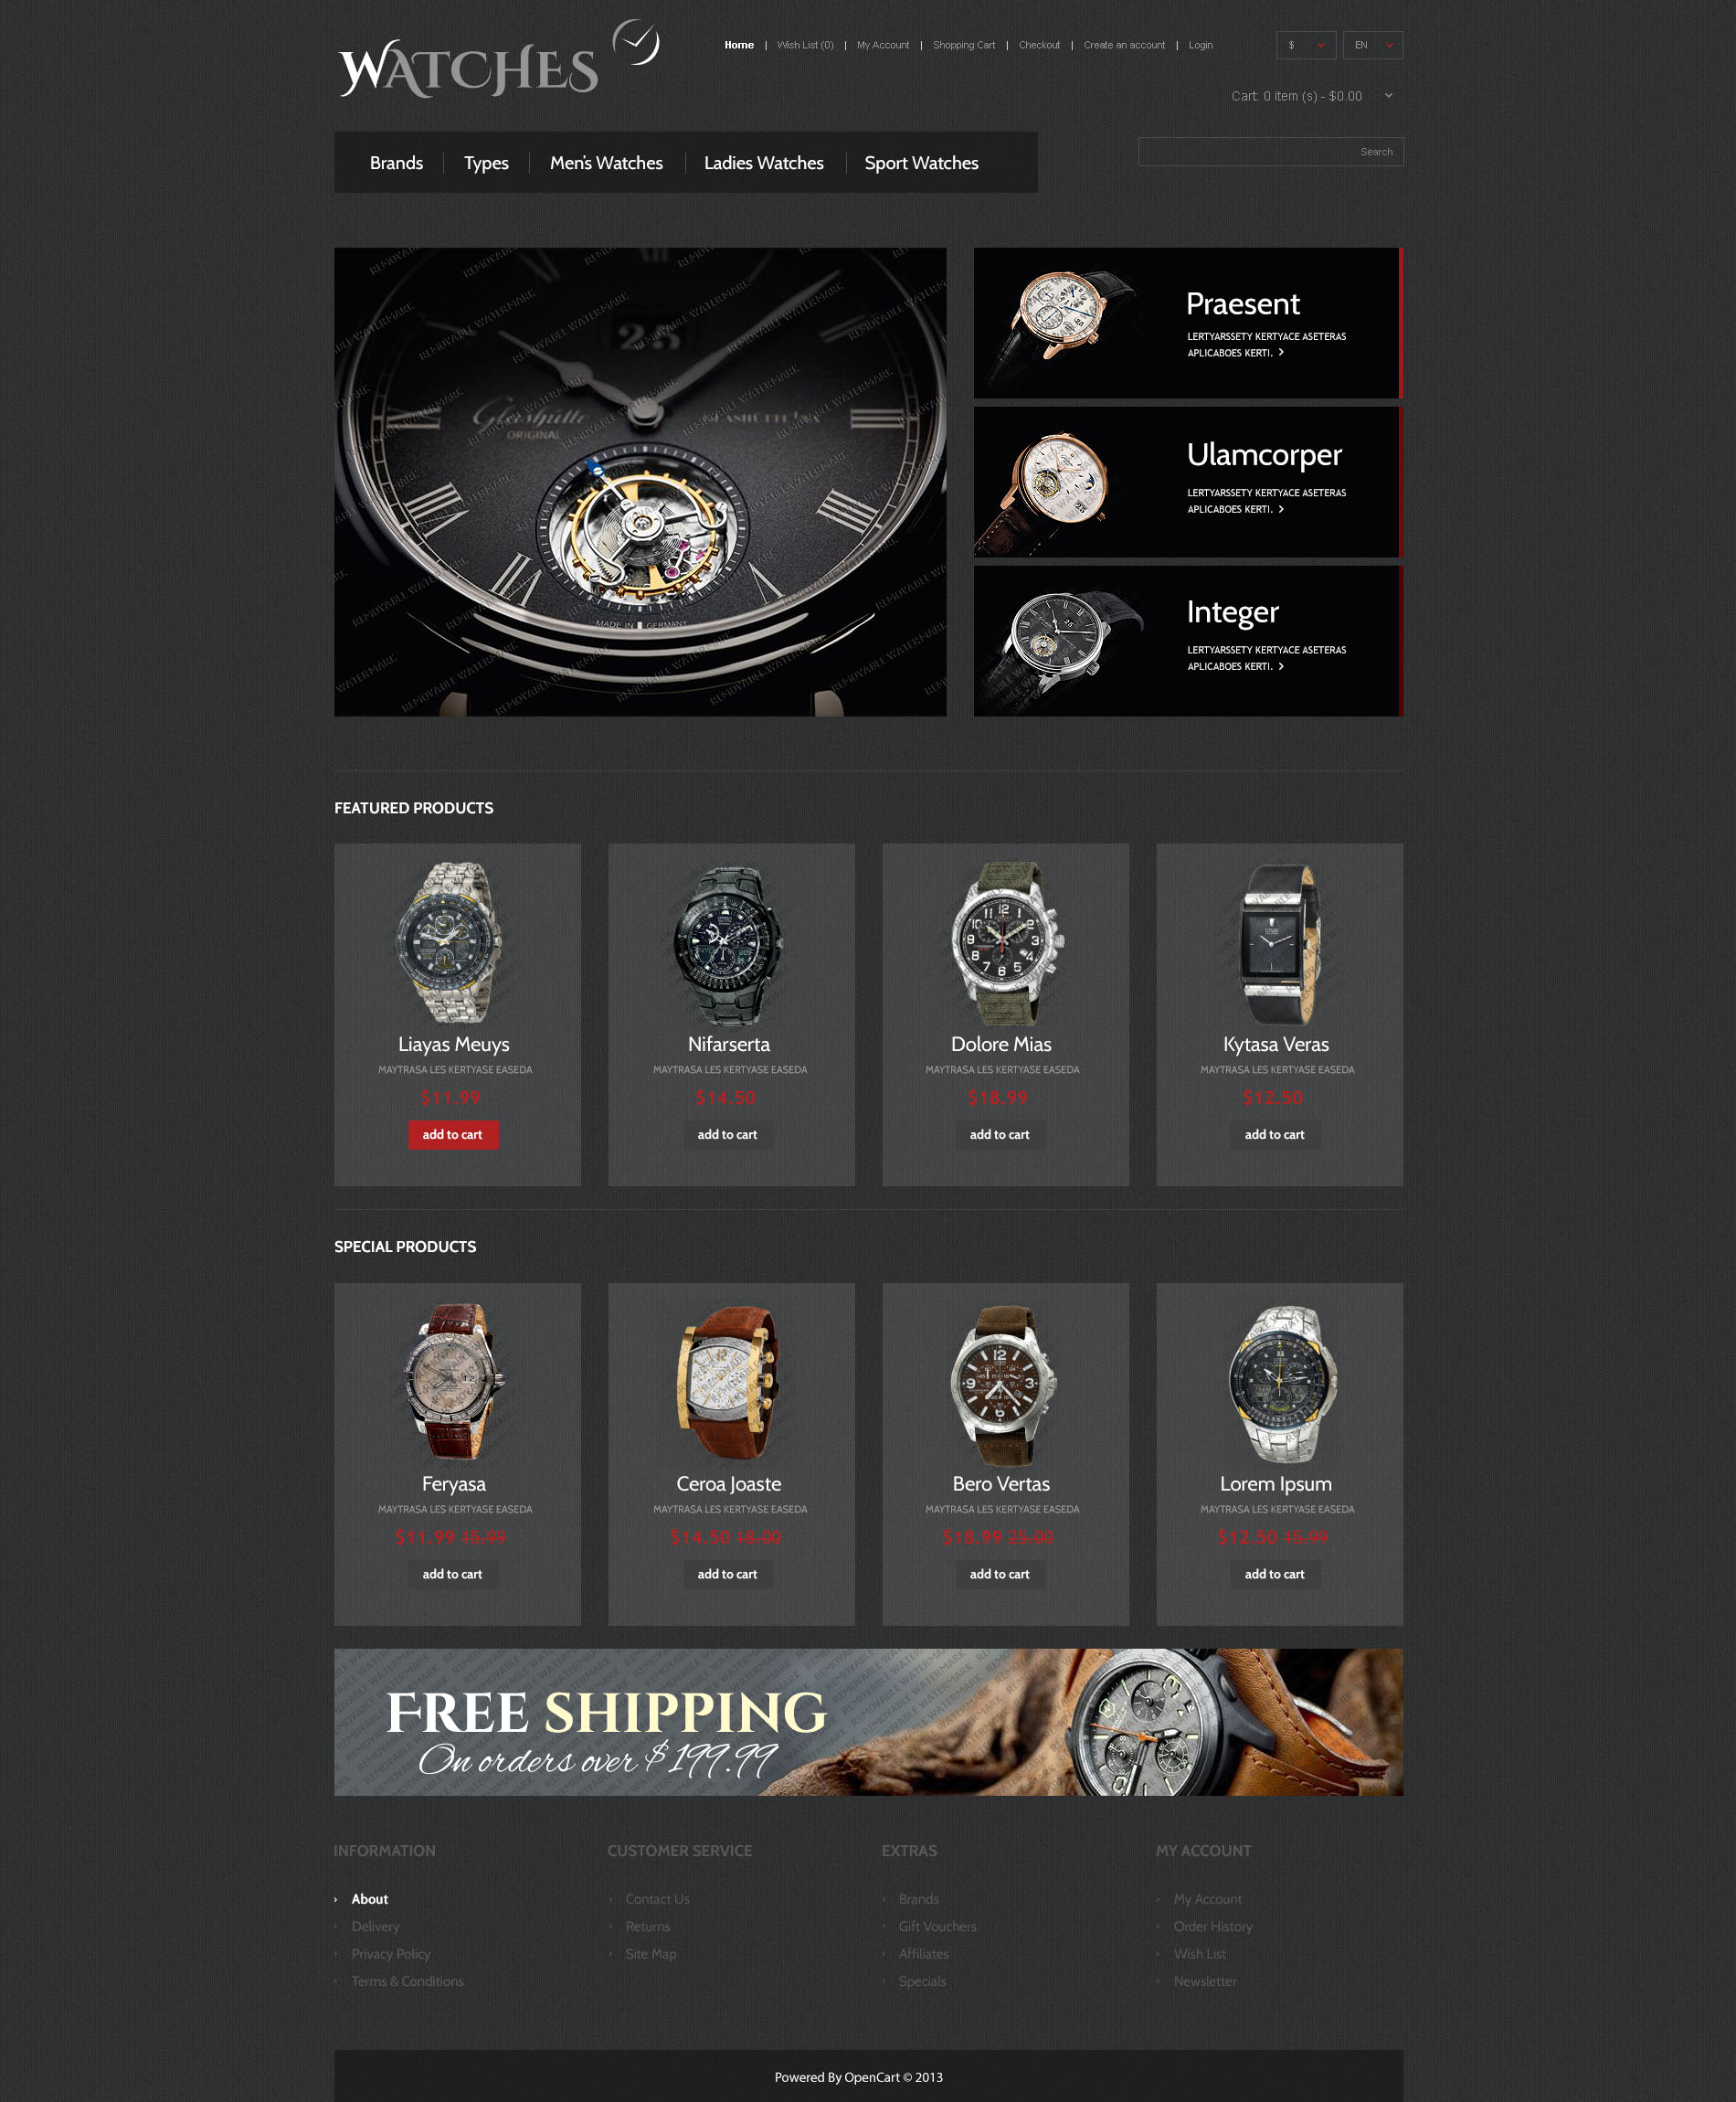 WATCHES
Home | Wish List (0) | My Account | Shopping Cart | Checkout | Create an account | Login
$
EN
Cart: 0 item (s) - $0.00
Brands
Types
Men's Watches
Ladies Watches
Sport Watches
Search
REMOVABLE WATERMARK
25
Glashütte
ORIGINAL
MADE IN GERMANY
Praesent
LERTYARSSETY KERTYACE ASETERAS
APLICABOES KERTI.
Ulamcorper
LERTYARSSETY KERTYACE ASETERAS
APLICABOES KERTI.
Integer
LERTYARSSETY KERTYACE ASETERAS
APLICABOES KERTI.
FEATURED PRODUCTS
Liayas Meuys
MAYTRASA LES KERTYASE EASEDA
$11.99
add to cart
Nifarserta
MAYTRASA LES KERTYASE EASEDA
$14.50
add to cart
Dolore Mias
MAYTRASA LES KERTYASE EASEDA
$18.99
add to cart
Kytasa Veras
MAYTRASA LES KERTYASE EASEDA
$12.50
add to cart
SPECIAL PRODUCTS
Feryasa
MAYTRASA LES KERTYASE EASEDA
$11.99 15.99
add to cart
Ceroa Joaste
MAYTRASA LES KERTYASE EASEDA
$14.50 18.00
add to cart
Bero Vertas
MAYTRASA LES KERTYASE EASEDA
$18.99 25.00
add to cart
Lorem Ipsum
MAYTRASA LES KERTYASE EASEDA
$12.50 15.99
add to cart
FREE SHIPPING
On orders over $199.99
INFORMATION
About
Delivery
Privacy Policy
Terms & Conditions
CUSTOMER SERVICE
Contact Us
Returns
Site Map
EXTRAS
Brands
Gift Vouchers
Affiliates
Specials
MY ACCOUNT
My Account
Order History
Wish List
Newsletter
Powered By OpenCart © 2013